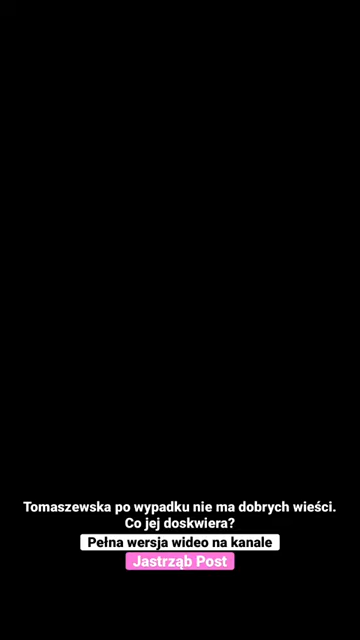 Tomaszewska po wypadku nie ma dobrych wieści.
Co jej doskwiera?
Pełna wersja wideo na kanale
Jastrząb Post